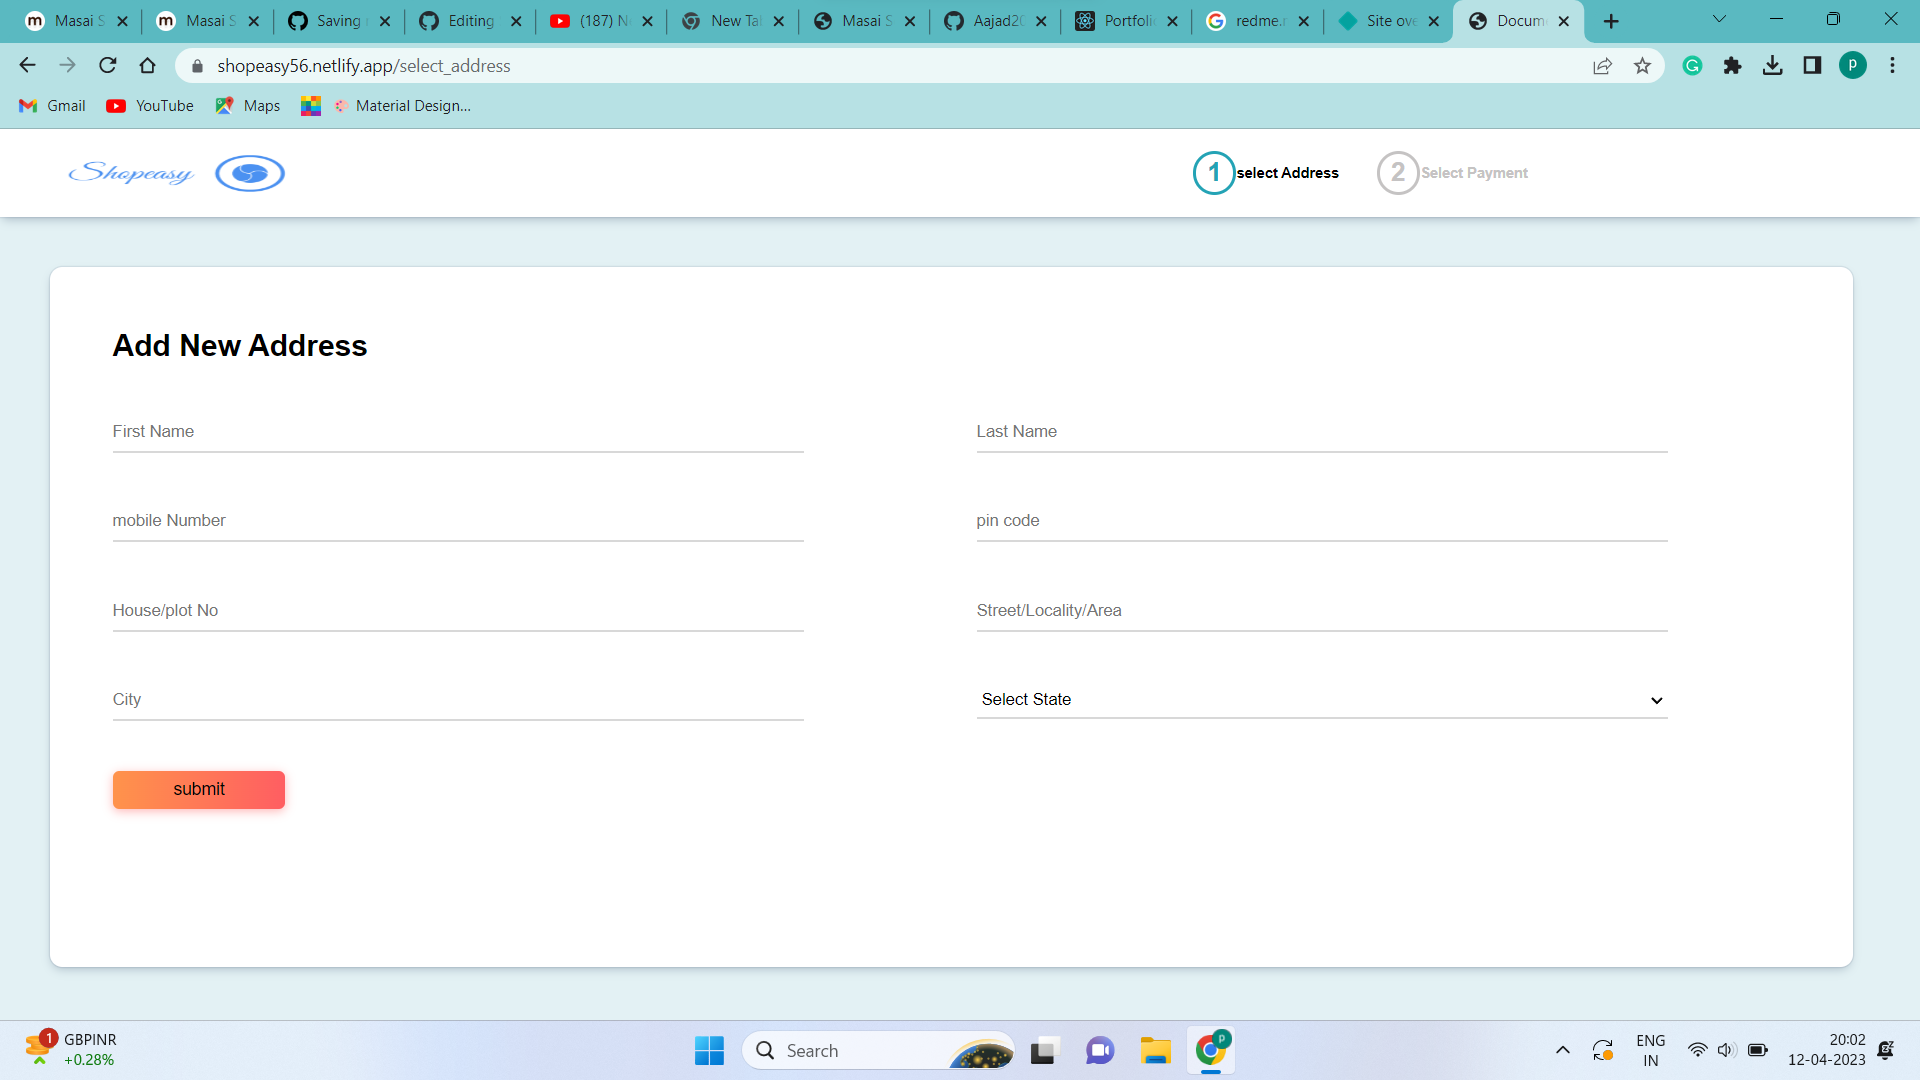 Masai S
Masai S
Saving
Editing
(187) N
New Tal
Masai S
Aajad20
Portfoli
redme.r
Site ove
Docum
shopeasy56.netlify.app/select_address
P
Gmail
YouTube
Maps
Material Design...
Shopeasy
1 select Address
2 Select Payment
Add New Address
First Name
Last Name
mobile Number
pin code
House/plot No
Street/Locality/Area
City
Select State
submit
1
GBPINR
+0.28%
Search
P
ENG
IN
20:02
12-04-2023